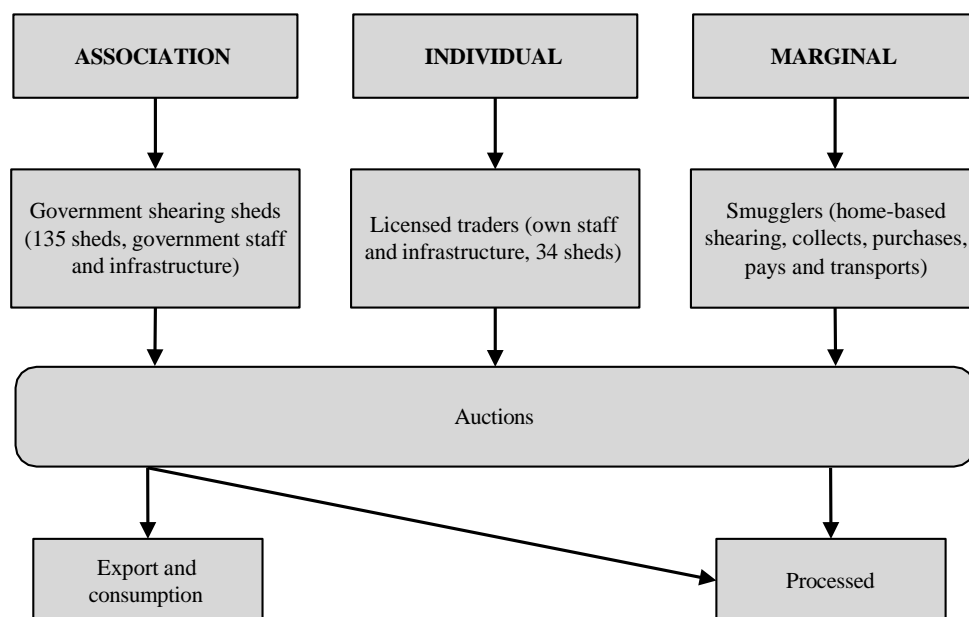 ASSOCIATION
INDIVIDUAL
MARGINAL
Government shearing sheds
(135 sheds, government staff
and infrastructure)
Licensed traders (own staff
and infrastructure, 34 sheds)
Smugglers (home-based
shearing, collects, purchases,
pays and transports)
Auctions
Export and
consumption
Processed